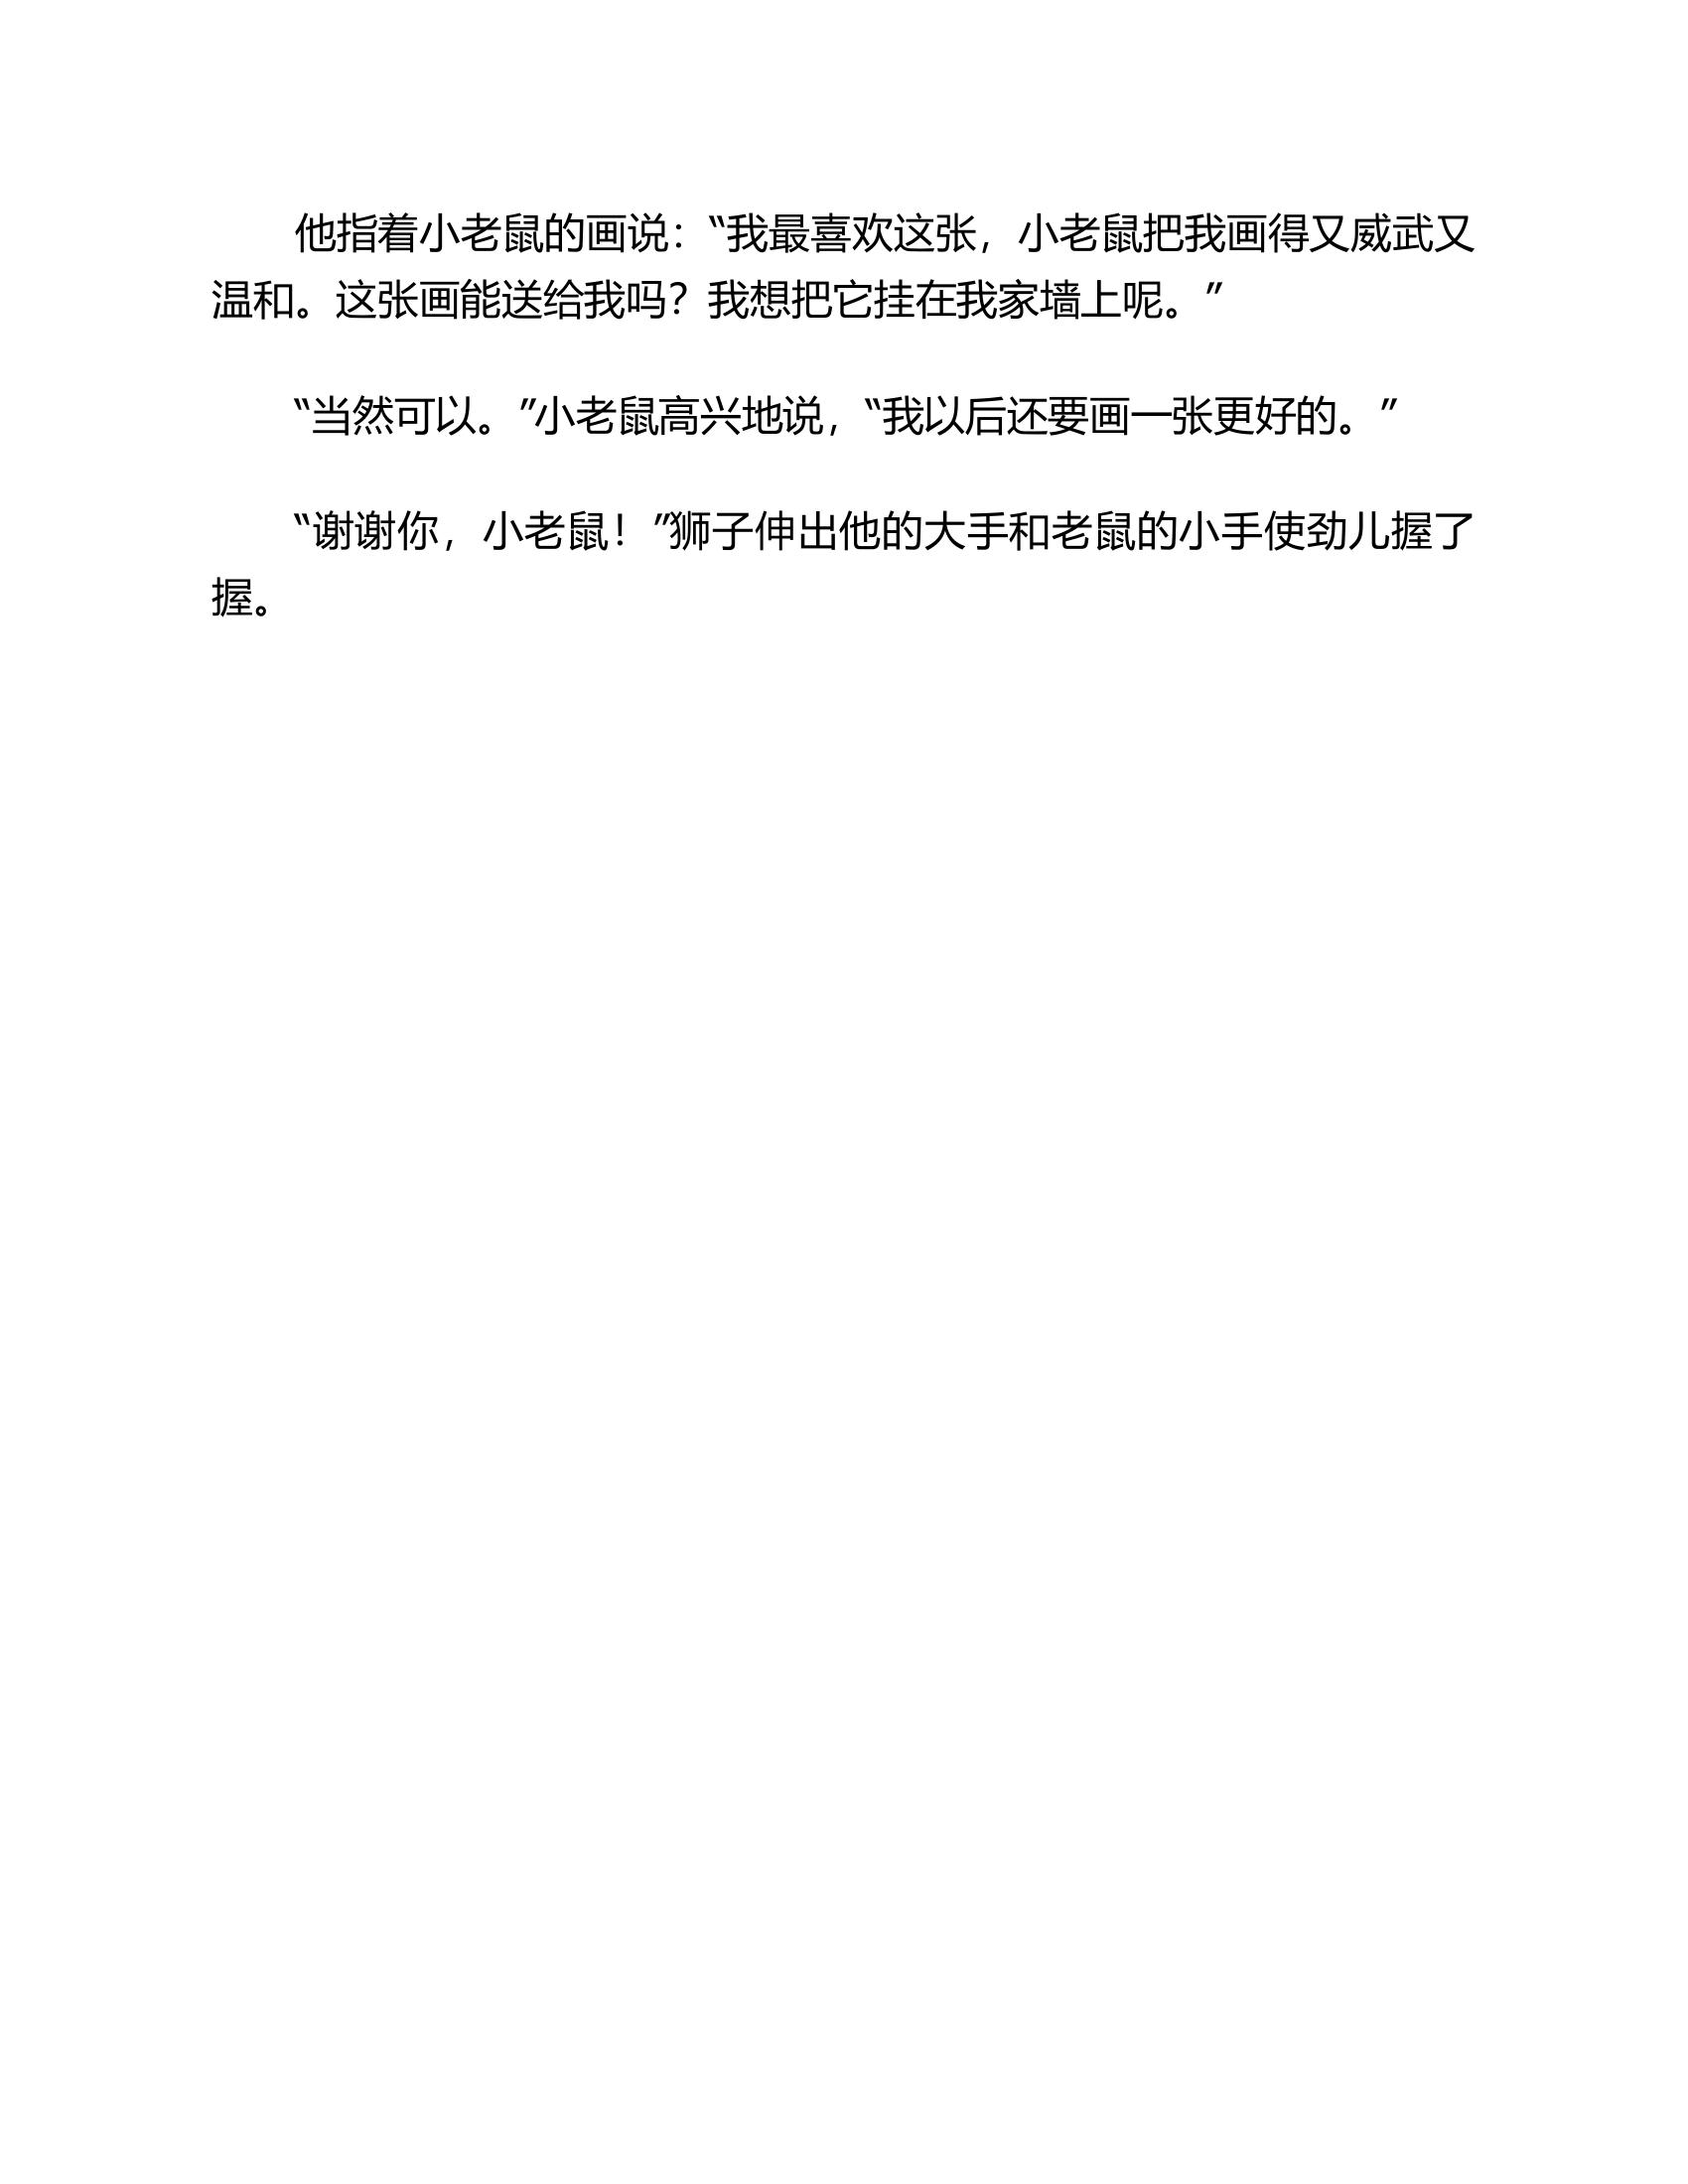 他指着小老鼠的画说：“我最喜欢这张，小老鼠把我画得又威武又
温和。这张画能送给我吗？我想把它挂在我家墙上呢。”
“当然可以。”小老鼠高兴地说，“我以后还要画一张更好的。”
“谢谢你，小老鼠！”狮子伸出他的大手和老鼠的小手使劲儿握了
握。